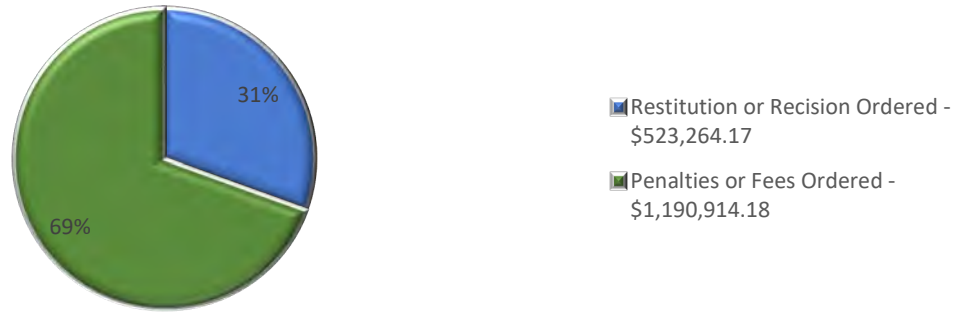 31%
Restitution or Recision Ordered -
$523,264.17
Penalties or Fees Ordered -
$1,190,914.18
69%